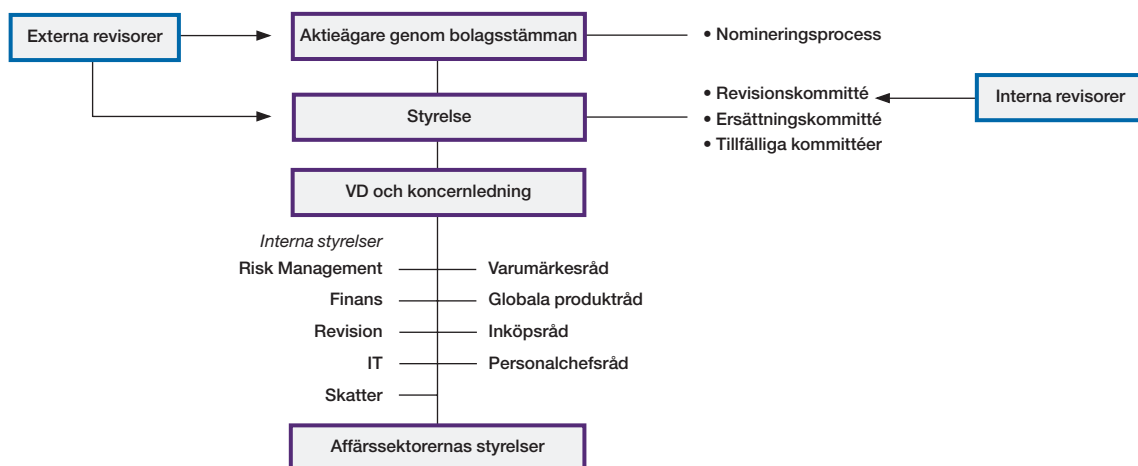 Externa revisorer
Aktieägare genom bolagsstämman
• Nomineringsprocess
Styrelse
• Revisionskommitté
• Ersättningskommitté
• Tillfälliga kommittéer
Interna revisorer
VD och koncernledning
Interna styrelser
Risk Management
Varumärkesråd
Finans
Globala produktråd
Revision
Inköpsråd
IT
Personalchefsråd
Skatter
Affärssektorernas styrelser